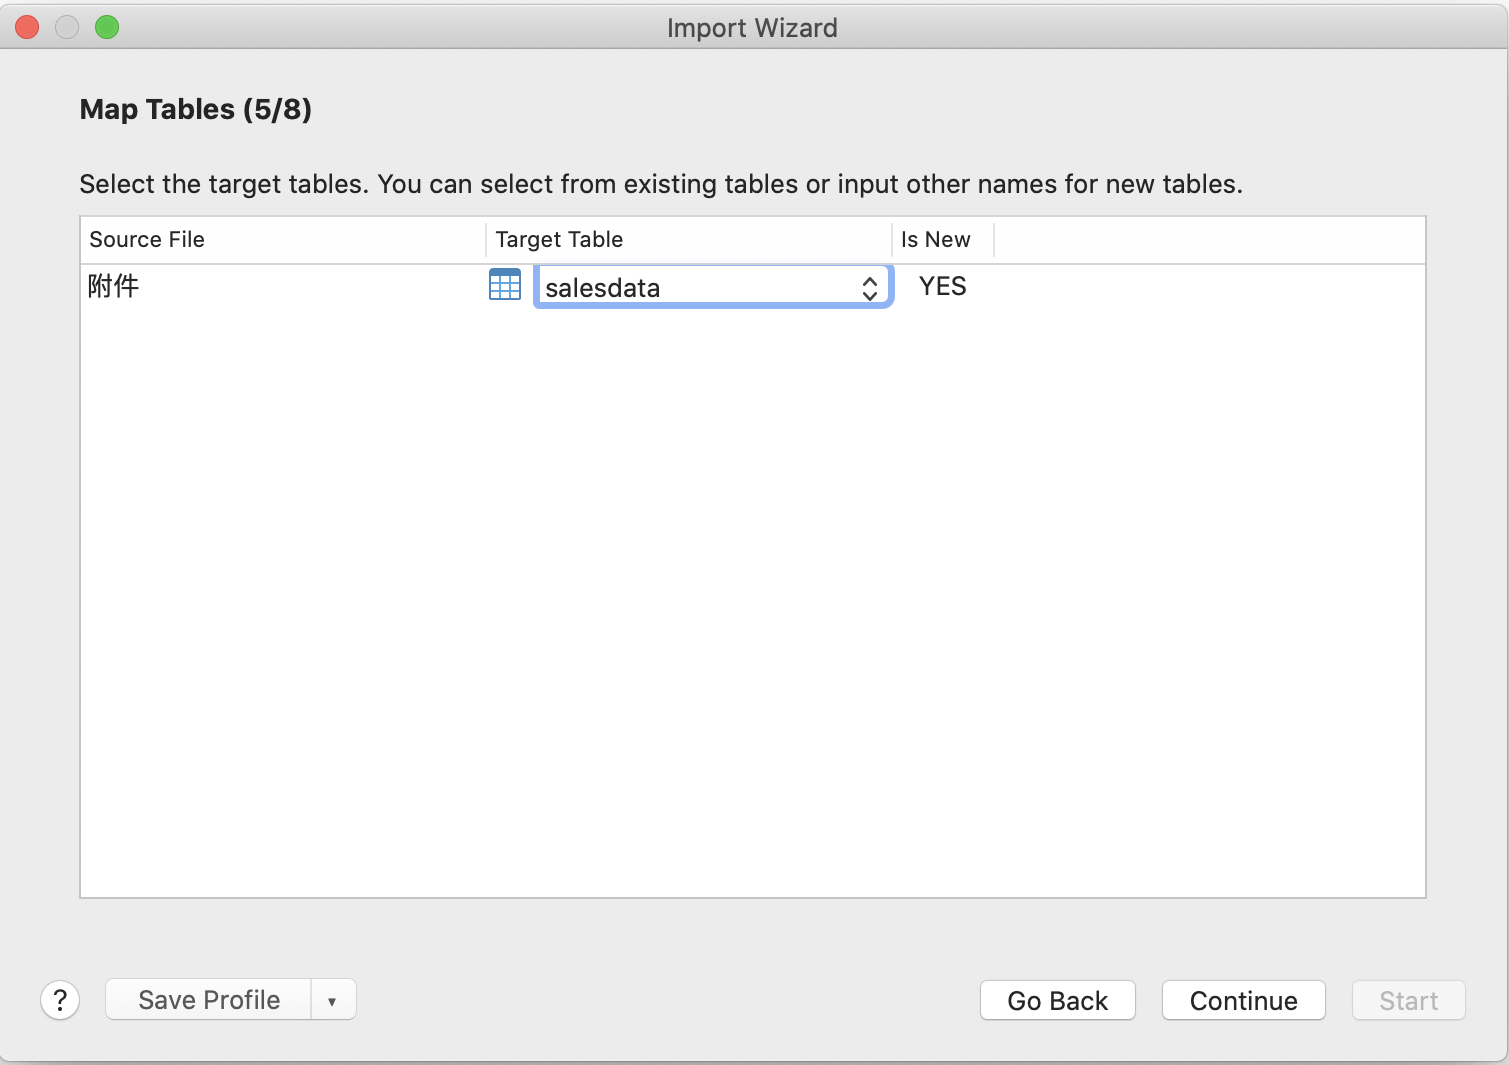 Import Wizard
Map Tables (5/8)
Select the target tables. You can select from existing tables or input other names for new tables.
Source File Target Table Is New
附件 salesdata YES
? Save Profile ▾ Go Back Continue Start